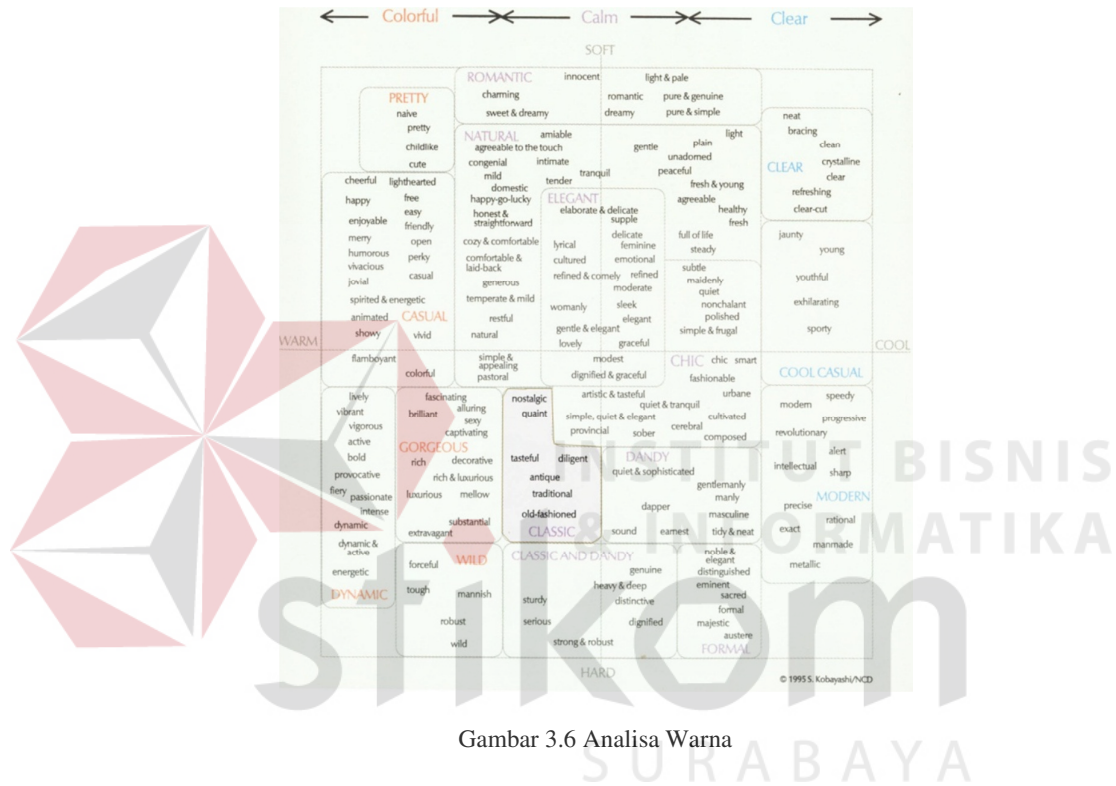 Colorful Calm Clear
SOFT
ROMANTIC innocent light & pale
charming romantic pure & genuine
sweet & dreamy dreamy pure & simple
PRETTY
naive
pretty
childlike
cute
NATURAL amiable light
agreeable to the touch gentle plain
congenial intimate unadorned
mild tranquil peaceful
domestic tender fresh & young
happy-go-lucky agreeable
honest & healthy
straightforward fresh
cozy & comfortable full of life
comfortable & steady
laid-back
generous
temperate & mild
restful
natural
simple &
appealing
pastoral
neat
bracing
clean
CLEAR crystalline
clear
refreshing
clear-cut
cheerful lighthearted
happy free
easy
enjoyable friendly
merry open
humorous perky
vivacious
jovial casual
spirited & energetic
animated CASUAL
showy vivid
flamboyant
colorful
ELEGANT
elaborate & delicate
supple
delicate
lyrical feminine
cultured emotional
refined & comely refined
moderate
womanly sleek
elegant
gentle & elegant
lovely graceful
modest
dignified & graceful
subtle
maidenly
quiet
nonchalant
polished
simple & frugal
CHIC chic smart
fashionable
artistic & tasteful urbane
quiet & tranquil
simple, quiet & elegant cultivated
provincial sober cerebral
composed
jaunty
young
youthful
exhilarating
sporty
COOL CASUAL
WARM
COOL
lively
vibrant
vigorous
active
bold
provocative
fiery passionate
intense
dynamic
dynamic &
active
energetic
DYNAMIC
fascinating
brilliant alluring
sexy
captivating
GORGEOUS
rich decorative
rich & luxurious
luxurious mellow
substantial
extravagant
nostalgic
quaint
tasteful diligent
antique
traditional
old-fashioned
CLASSIC
DANDY
quiet & sophisticated
gentlemanly
manly
dapper
masculine
sound earnest tidy & neat
modern speedy
progressive
revolutionary
alert
intellectual sharp
MODERN
precise
rational
exact
manmade
metallic
forceful WILD
tough mannish
robust
wild
CLASSIC AND DANDY
genuine
heavy & deep
sturdy distinctive
serious dignified
strong & robust
noble &
elegant
distinguished
eminent
sacred
formal
majestic
austere
FORMAL
HARD
© 1995 S. Kobayashi/NCD
INSTITUT BISNIS
& INFORMATIKA
stikom
SURABAYA
Gambar 3.6 Analisa Warna